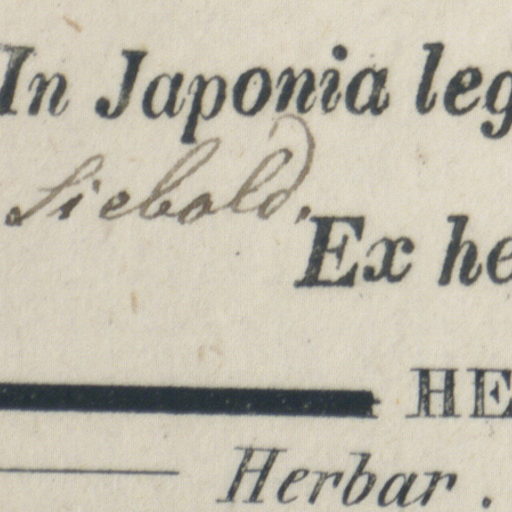 In Japonia leg
Siebold.
Ex he
HE
Herbar.